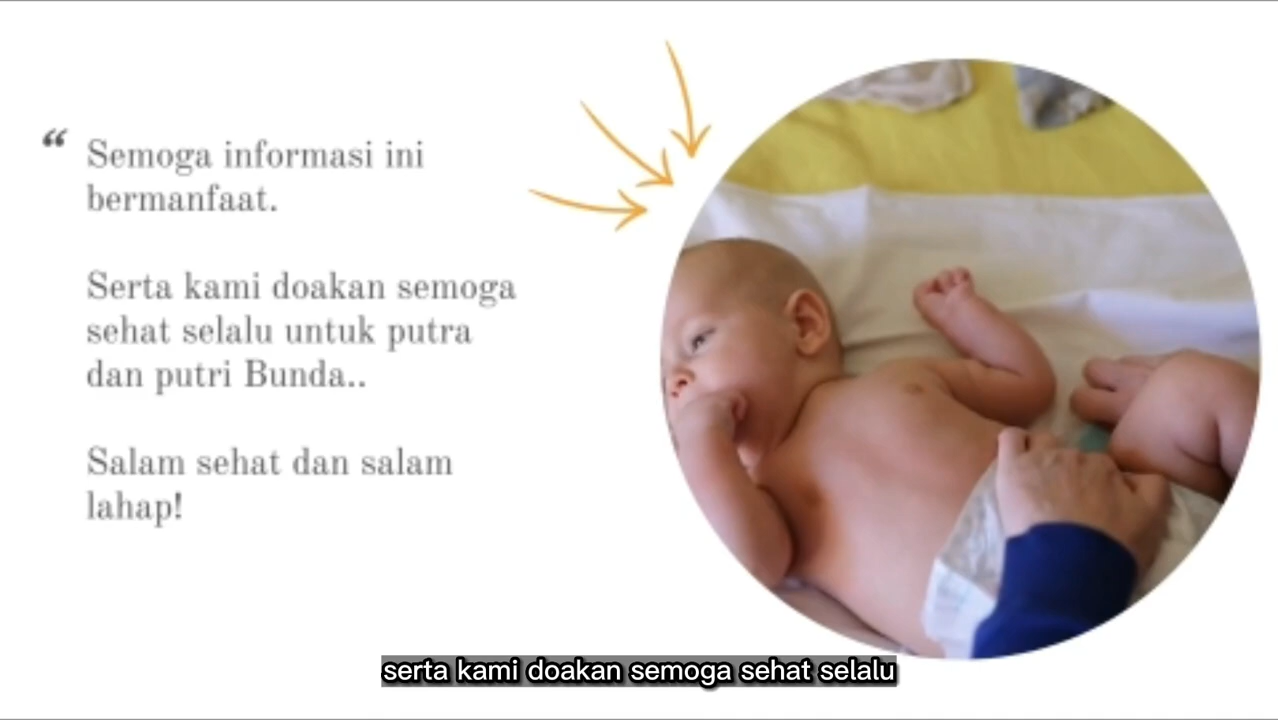 “ Semoga informasi ini
bermanfaat.
Serta kami doakan semoga
sehat selalu untuk putra
dan putri Bunda..
Salam sehat dan salam
lahap!
serta kami doakan semoga sehat selalu